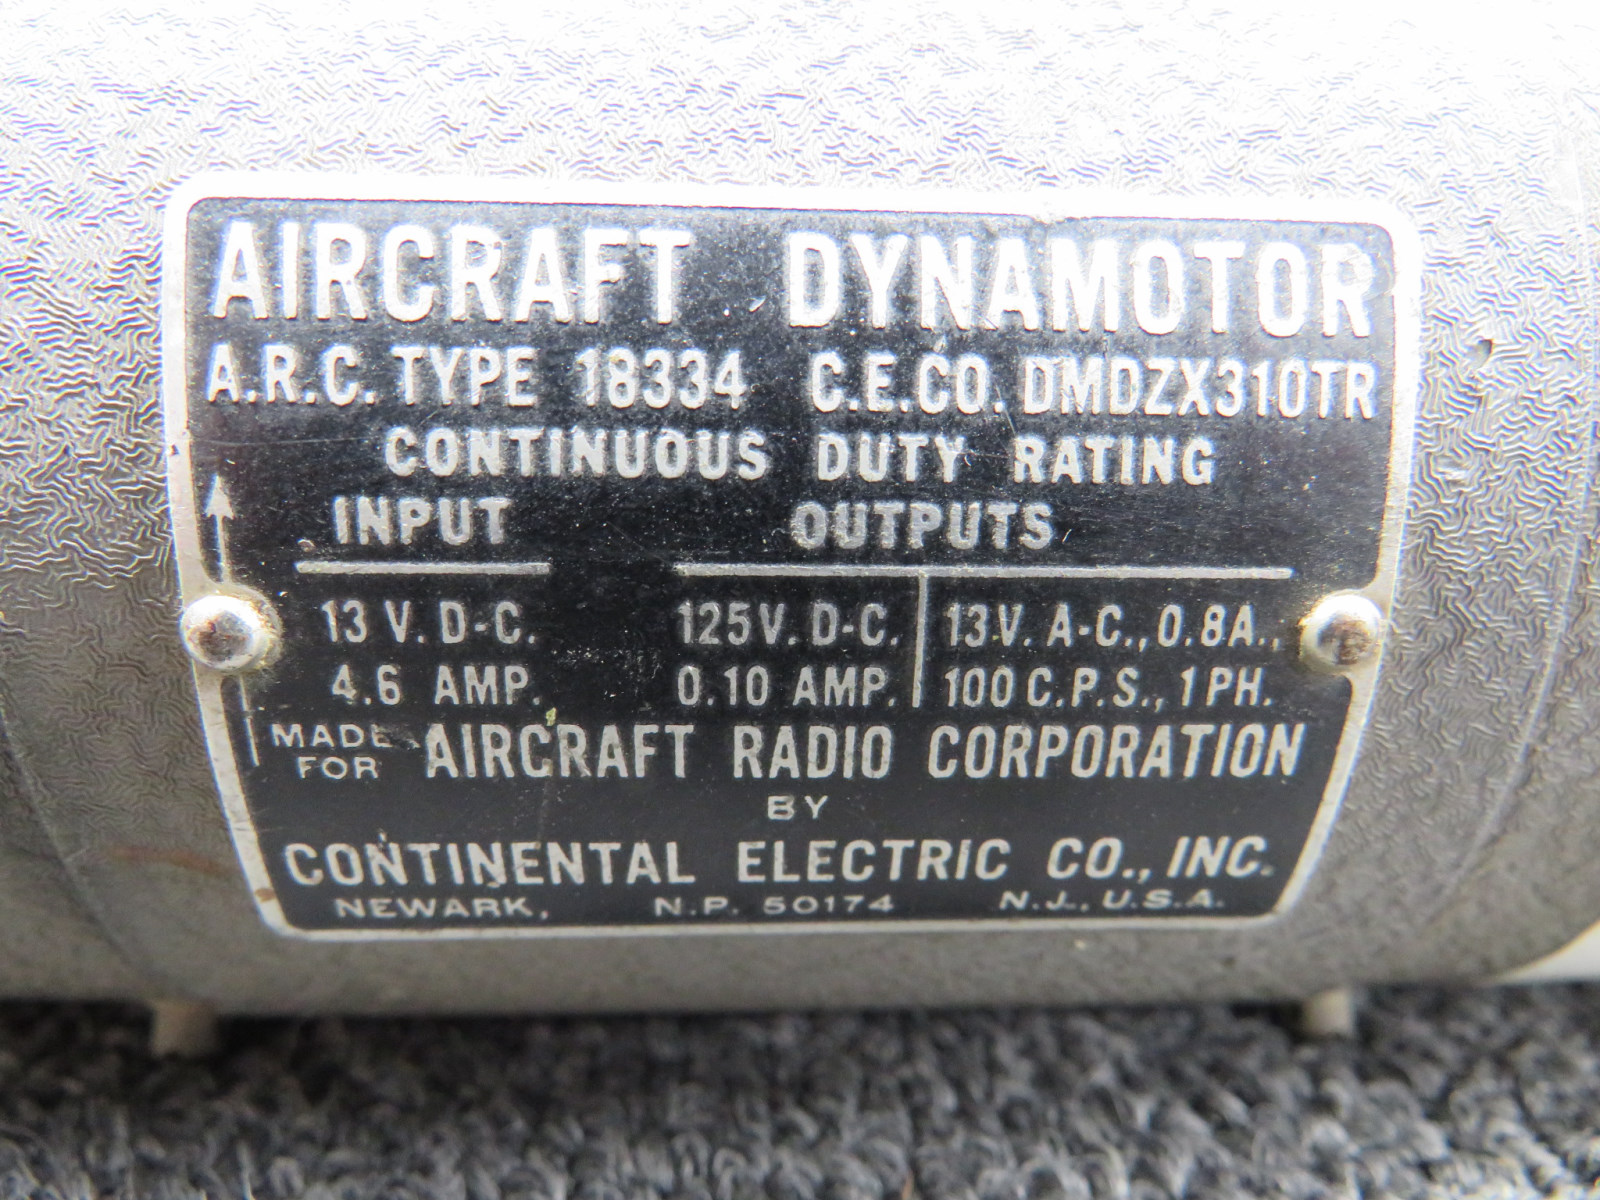 AIRCRAFT DYNAMOTOR
A.R.C. TYPE 18334 C.E.CO. DMDZX310TR
CONTINUOUS DUTY RATING
INPUT OUTPUTS
13 V. D-C. 125V. D-C. 13V. A-C., 0.8A.,
4.6 AMP. 0.10 AMP. 100 C.P.S., 1 PH.
MADE FOR AIRCRAFT RADIO CORPORATION
BY
CONTINENTAL ELECTRIC CO., INC.
NEWARK, N.P. 50174 N.J., U.S.A.